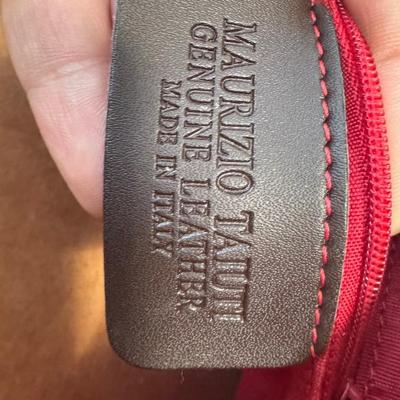 MAURIZIO TAIUTI
GENUINE LEATHER
MADE IN ITALY